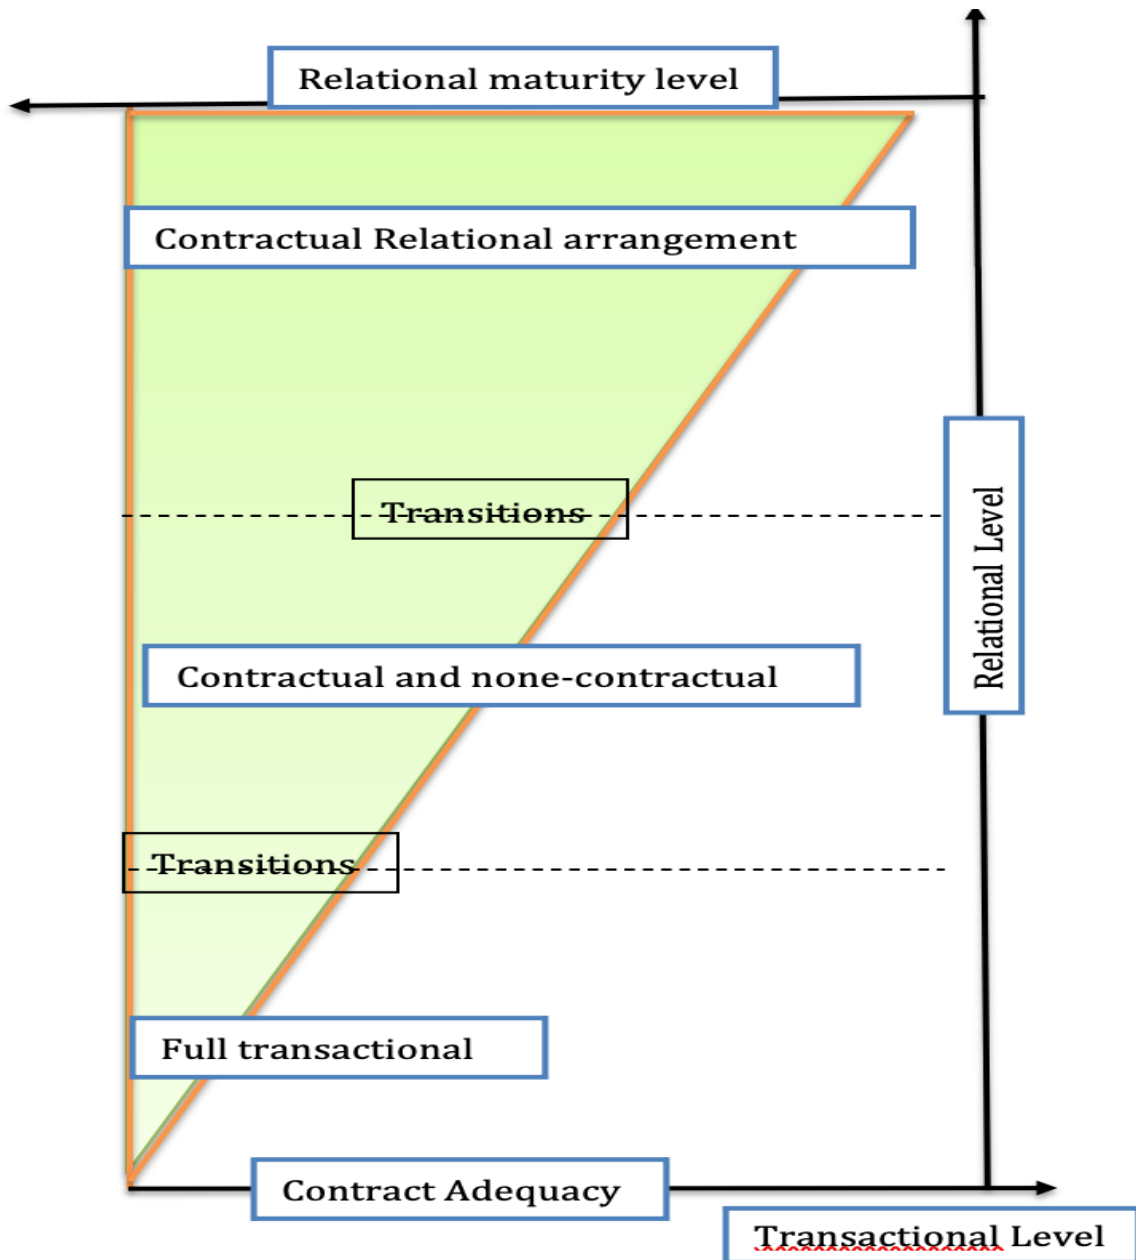 Relational maturity level
Contractual Relational arrangement
Transitions
Relational Level
Contractual and none-contractual
Transitions
Full transactional
Contract Adequacy
Transactional Level